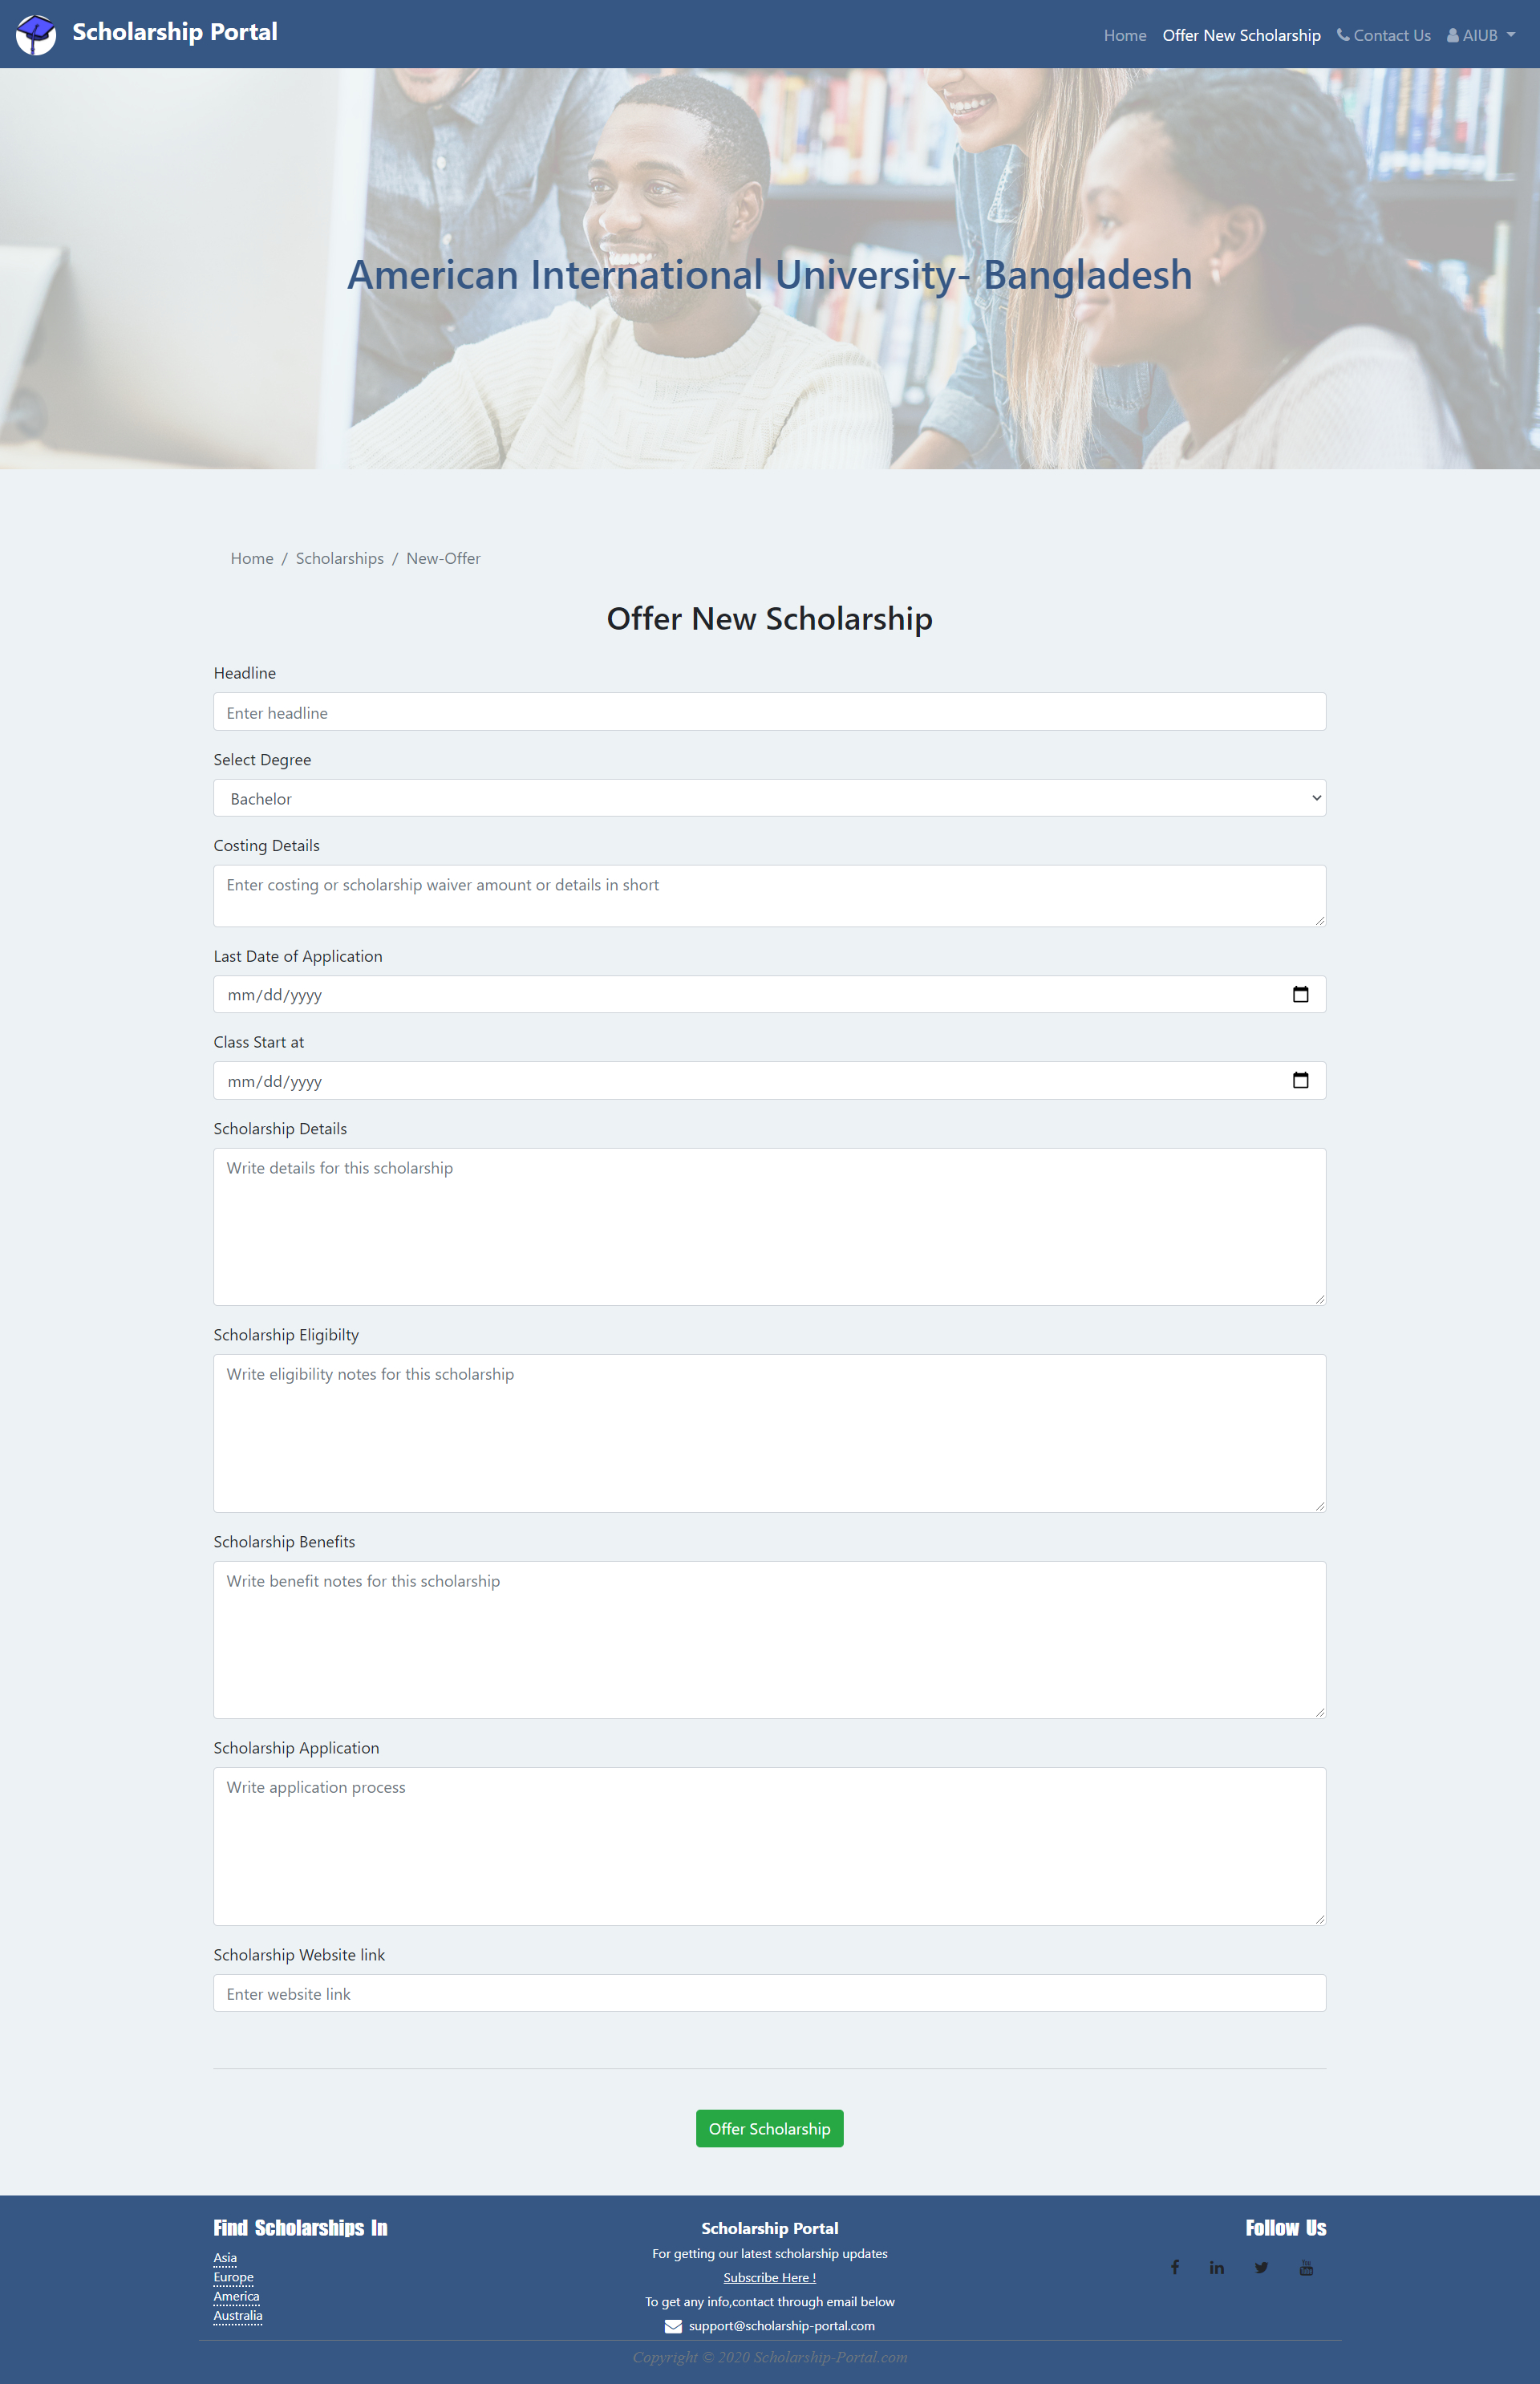 Scholarship Portal
Home Offer New Scholarship Contact Us AIUB
American International University- Bangladesh
Home / Scholarships / New-Offer
Offer New Scholarship
Headline
Enter headline
Select Degree
Bachelor
Costing Details
Enter costing or scholarship waiver amount or details in short
Last Date of Application
mm/dd/yyyy
Class Start at
mm/dd/yyyy
Scholarship Details
Write details for this scholarship
Scholarship Eligibilty
Write eligibility notes for this scholarship
Scholarship Benefits
Write benefit notes for this scholarship
Scholarship Application
Write application process
Scholarship Website link
Enter website link
Offer Scholarship
Find Scholarships In
Asia
Europe
America
Australia
Scholarship Portal
For getting our latest scholarship updates
Subscribe Here !
To get any info,contact through email below
support@scholarship-portal.com
Follow Us
Copyright © 2020 Scholarship-Portal.com